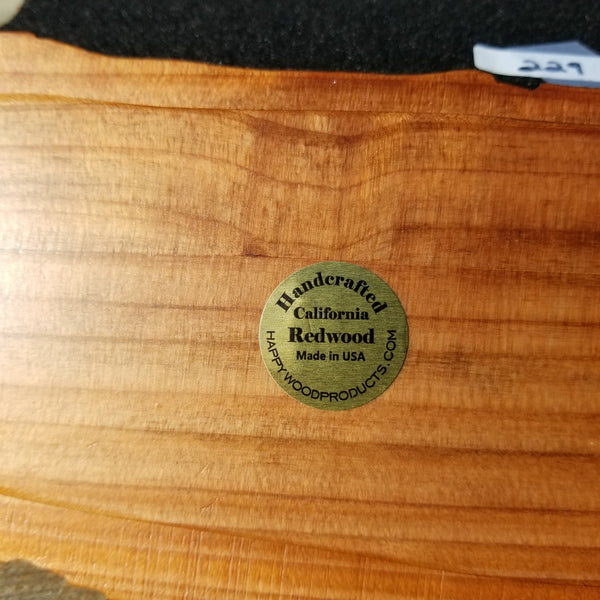 229
Handcrafted
California
Redwood
Made in USA
HAPPYWOODPRODUCTS.COM